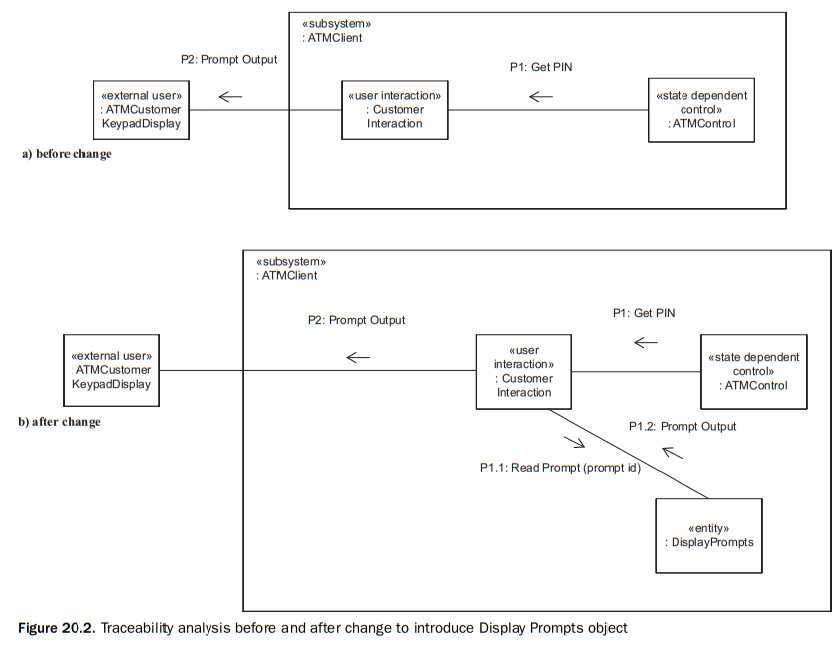 «subsystem»
: ATMClient
P2: Prompt Output
P1: Get PIN
«external user»
: ATMCustomer
KeypadDisplay
«user interaction»
: Customer
Interaction
«state dependent
control»
:ATMControl
a) before change
«subsystem»
: ATMClient
P2: Prompt Output
P1: Get PIN
«external user»
: ATMCustomer
KeypadDisplay
«user
interaction»
: Customer
Interaction
«state dependent
control»
: ATMControl
b) after change
P1.2: Prompt Output
P1.1: Read Prompt (prompt id)
«entity»
: DisplayPrompts
Figure 20.2. Traceability analysis before and after change to introduce Display Prompts object